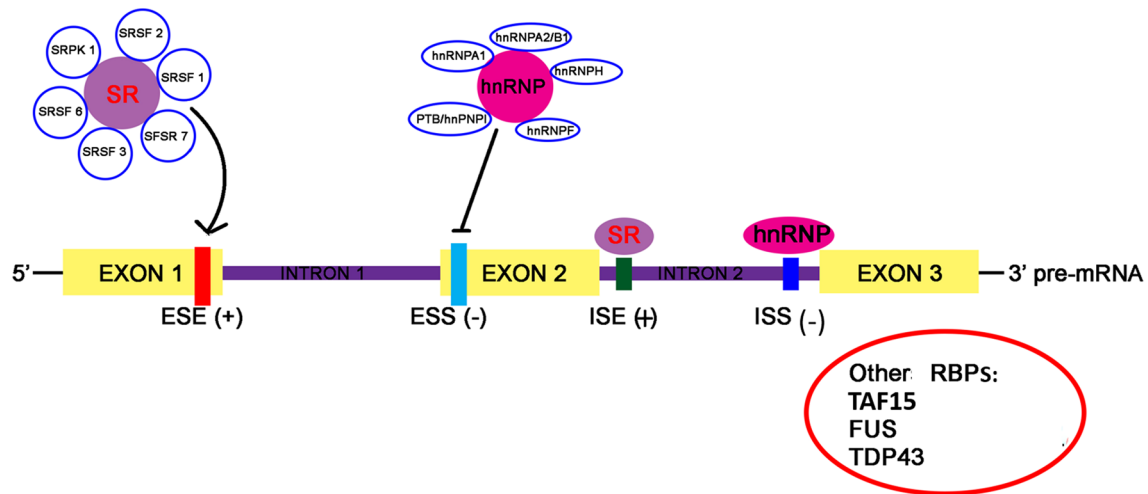 SRSF 2
SRPK 1
SRSF 1
SR
SRSF 6
SFSR 7
SRSF 3
hnRNPA2/B1
hnRNPA1
hnRNPH
hnRNP
PTB/hnPNPI
hnRNPF
SR
hnRNP
5’ EXON 1 INTRON 1 EXON 2 INTRON 2 EXON 3 3’ pre-mRNA
ESE (+) ESS (-) ISE (+) ISS (-)
Other RBPs:
TAF15
FUS
TDP43